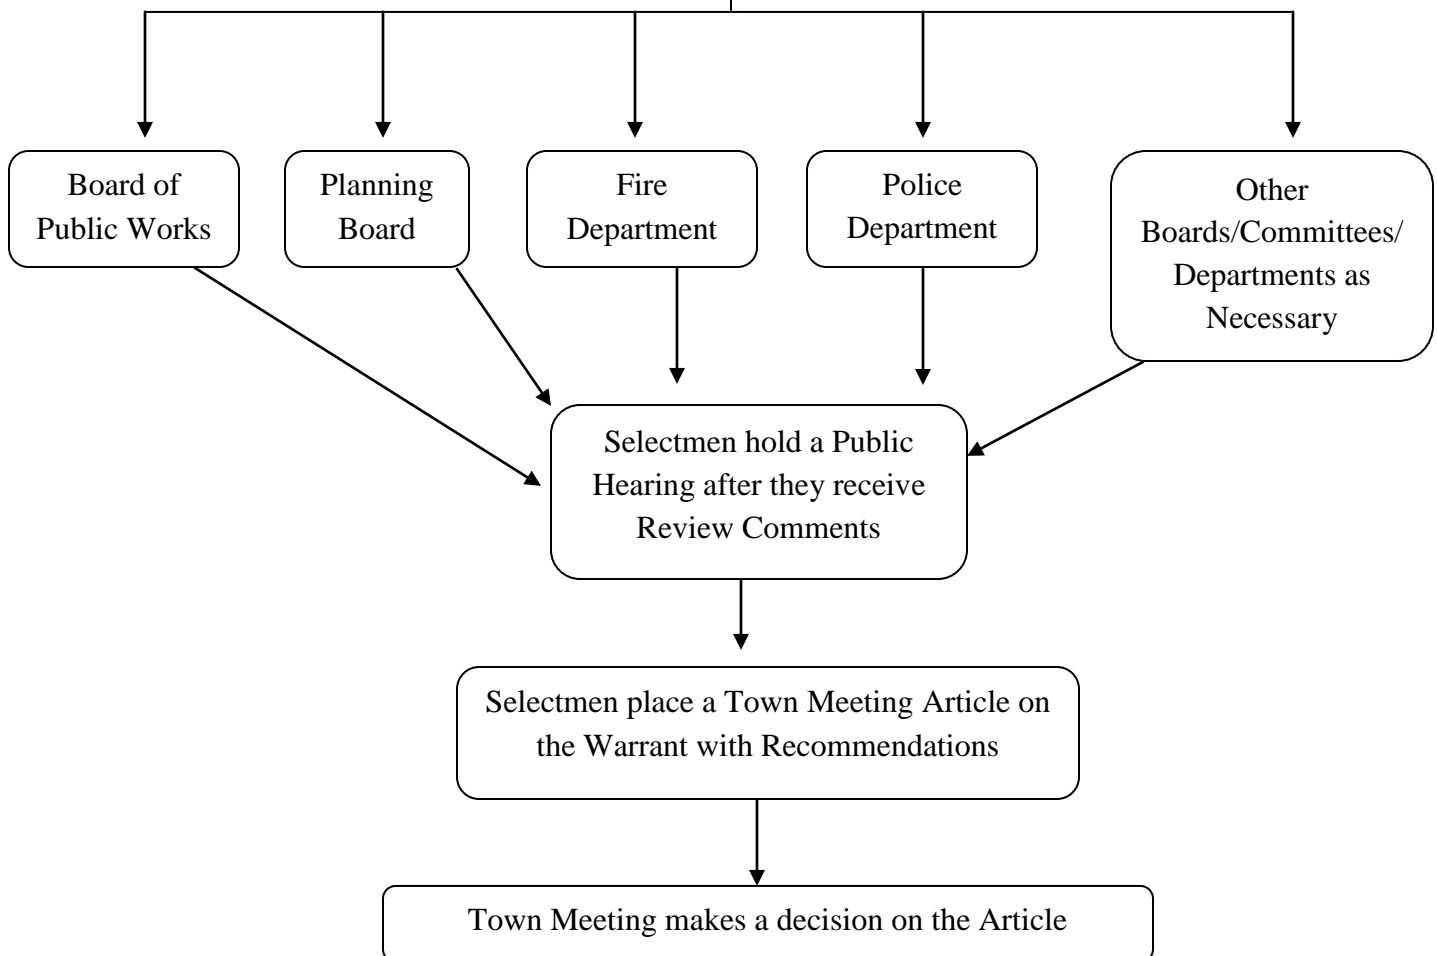 Board of
Public Works
Planning
Board
Fire
Department
Police
Department
Other
Boards/Committees/
Departments as
Necessary
Selectmen hold a Public
Hearing after they receive
Review Comments
Selectmen place a Town Meeting Article on
the Warrant with Recommendations
Town Meeting makes a decision on the Article